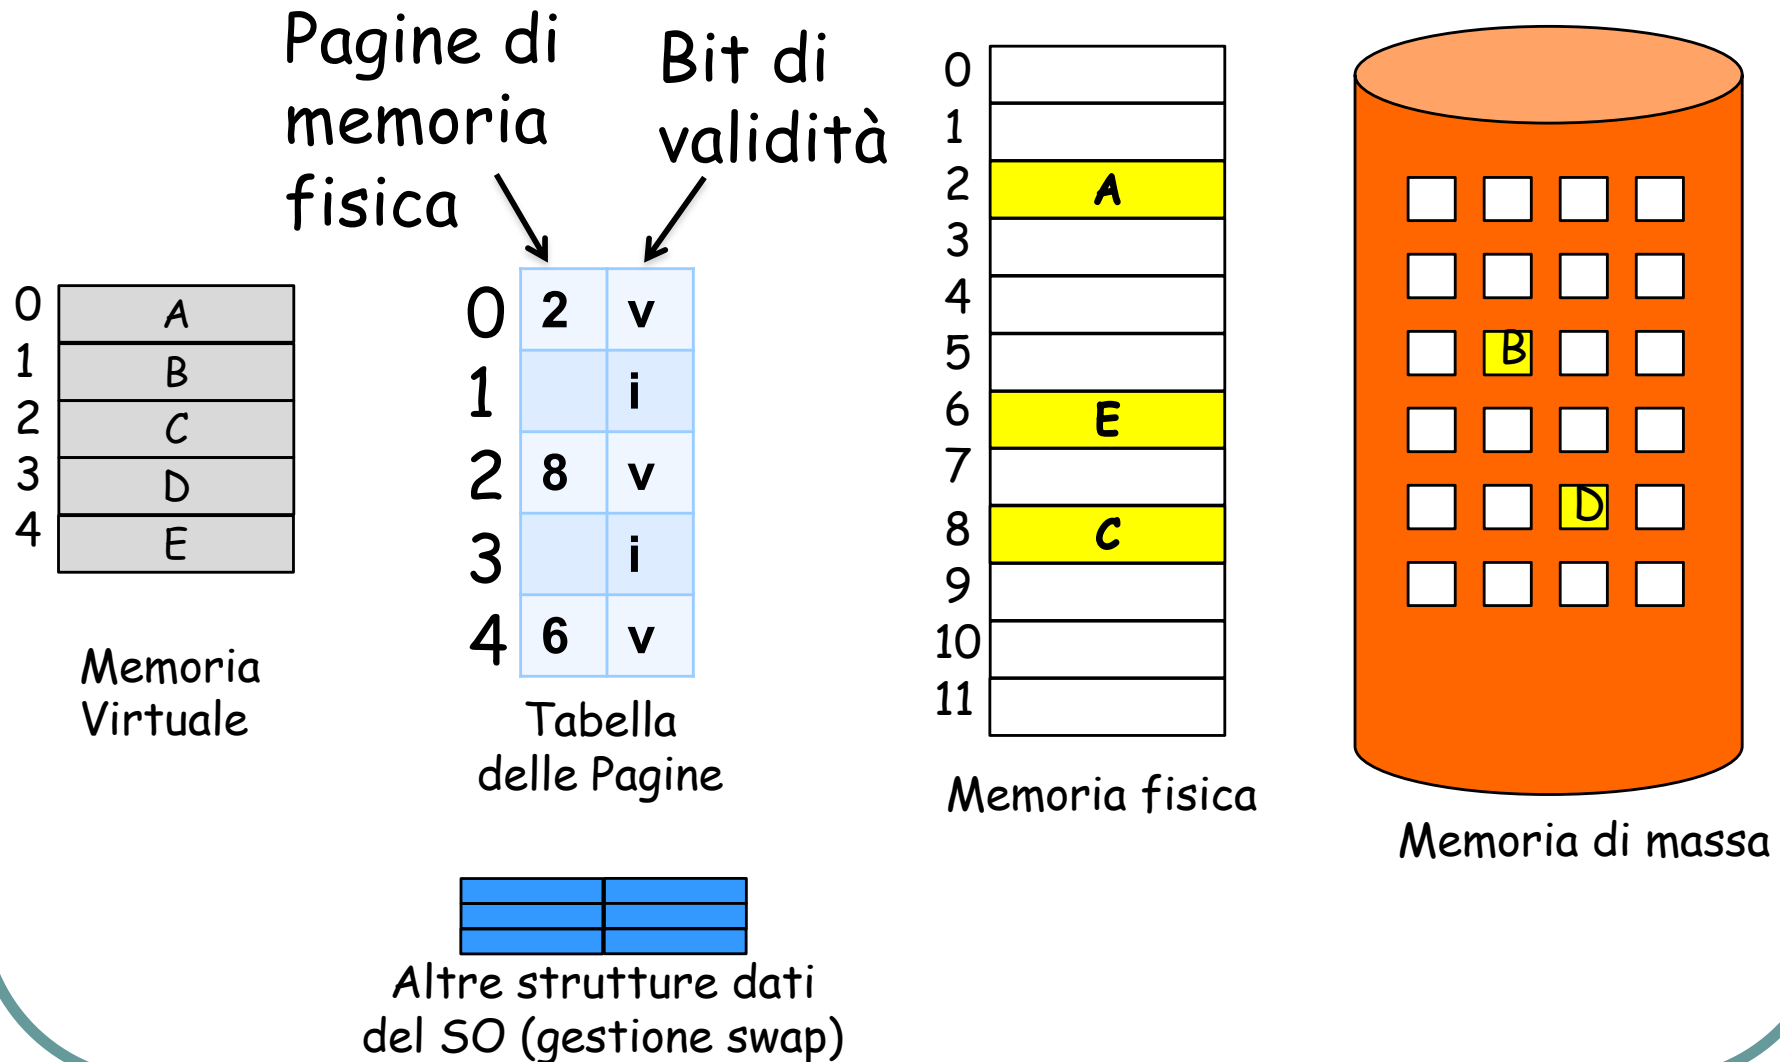 Pagine di
memoria
fisica
Bit di
validità
0 A
1 B
2 C
3 D
4 E
Memoria
Virtuale
0 2 v
1 i
2 8 v
3 i
4 6 v
Tabella
delle Pagine
0
1
2 A
3
4
5
6 E
7
8 C
9
10
11
Memoria fisica
B
D
Memoria di massa
Altre strutture dati
del SO (gestione swap)